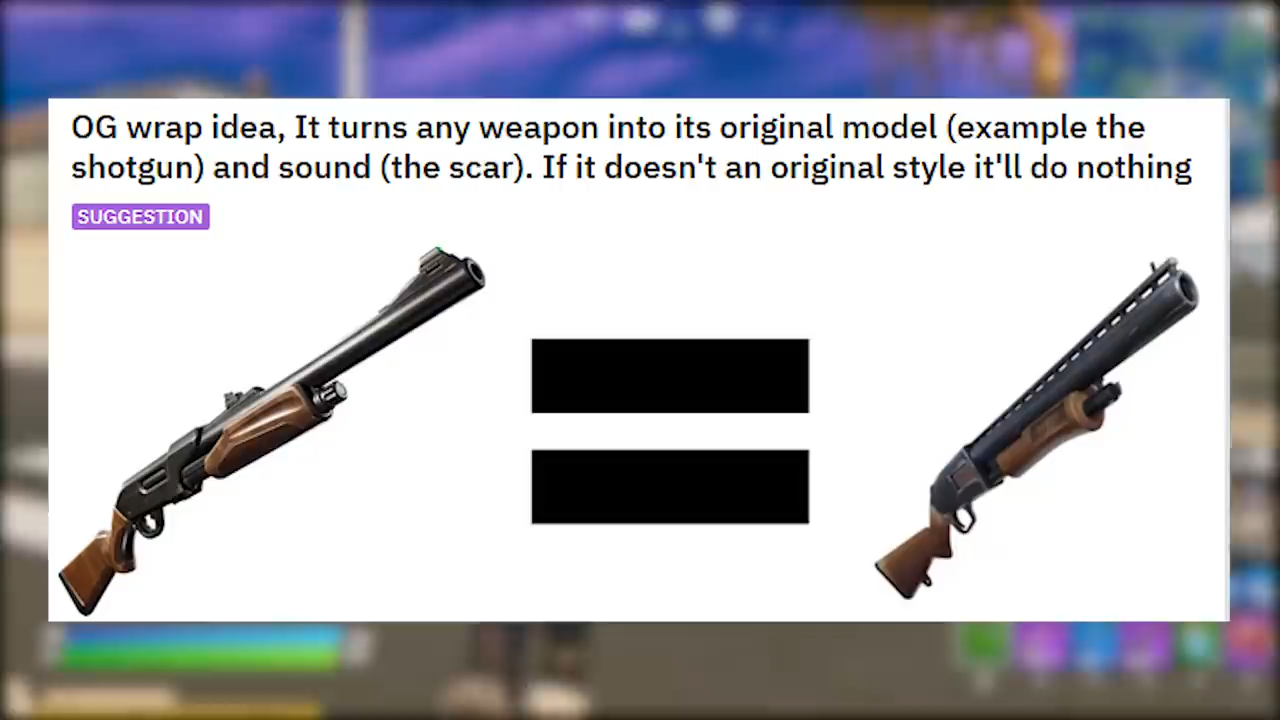 OG wrap idea, It turns any weapon into its original model (example the
shotgun) and sound (the scar). If it doesn't an original style it'll do nothing
SUGGESTION